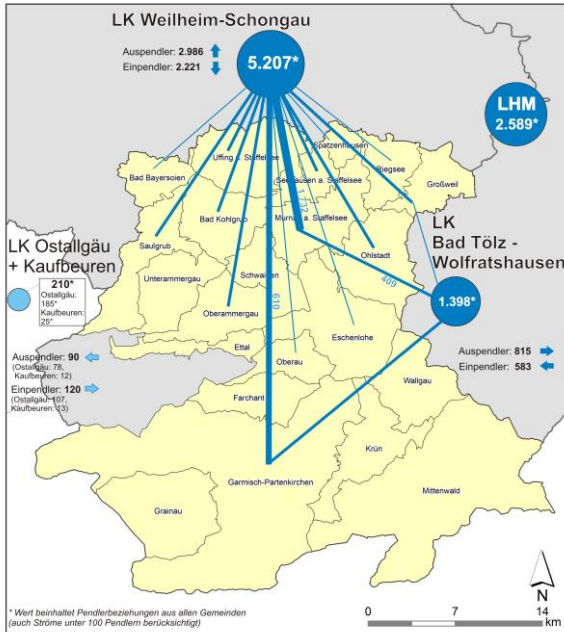 LK Weilheim-Schongau
Auspendler: 2.986
Einpendler: 2.221
5.207*
LHM
2.589*
Spatzenhausen
Uffing a. Staffelsee
Bad Bayersoien
Seehausen a. Staffelsee
Riegsee
Großweil
1.732
Bad Kohlgrub
Murnau a. Staffelsee
LK
Bad Tölz -
Wolfratshausen
LK Ostallgäu
+ Kaufbeuren
Saulgrub
Ohlstadt
Unterammergau
Schwaigen
409
210*
Ostallgäu:
185*
Kaufbeuren:
25*
610
1.398*
Oberammergau
Eschenlohe
Ettal
Oberau
Auspendler: 90
(Ostallgäu: 78,
Kaufbeuren: 12)
Einpendler: 120
(Ostallgäu: 107,
Kaufbeuren: 13)
Auspendler: 815
Einpendler: 583
Wallgau
Farchant
Krün
Garmisch-Partenkirchen
Mittenwald
Grainau
N
* Wert beinhaltet Pendlerbeziehungen aus allen Gemeinden
(auch Ströme unter 100 Pendlern berücksichtigt)
0 7 14
km